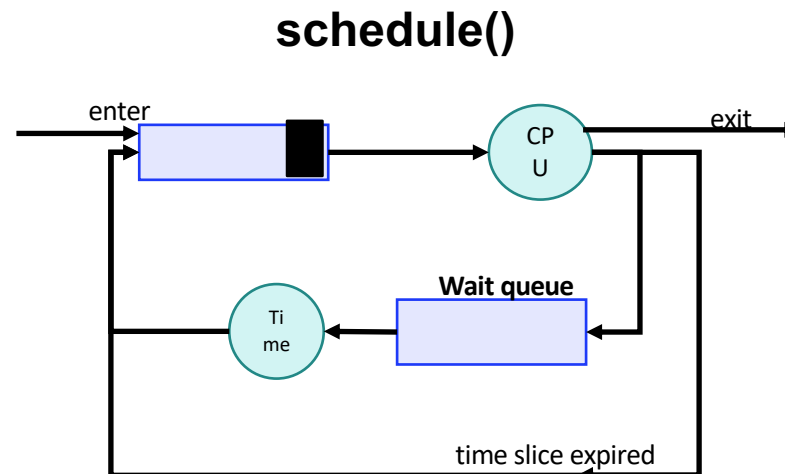 schedule()
enter
CP
U
exit
Wait queue
Ti
me
time slice expired